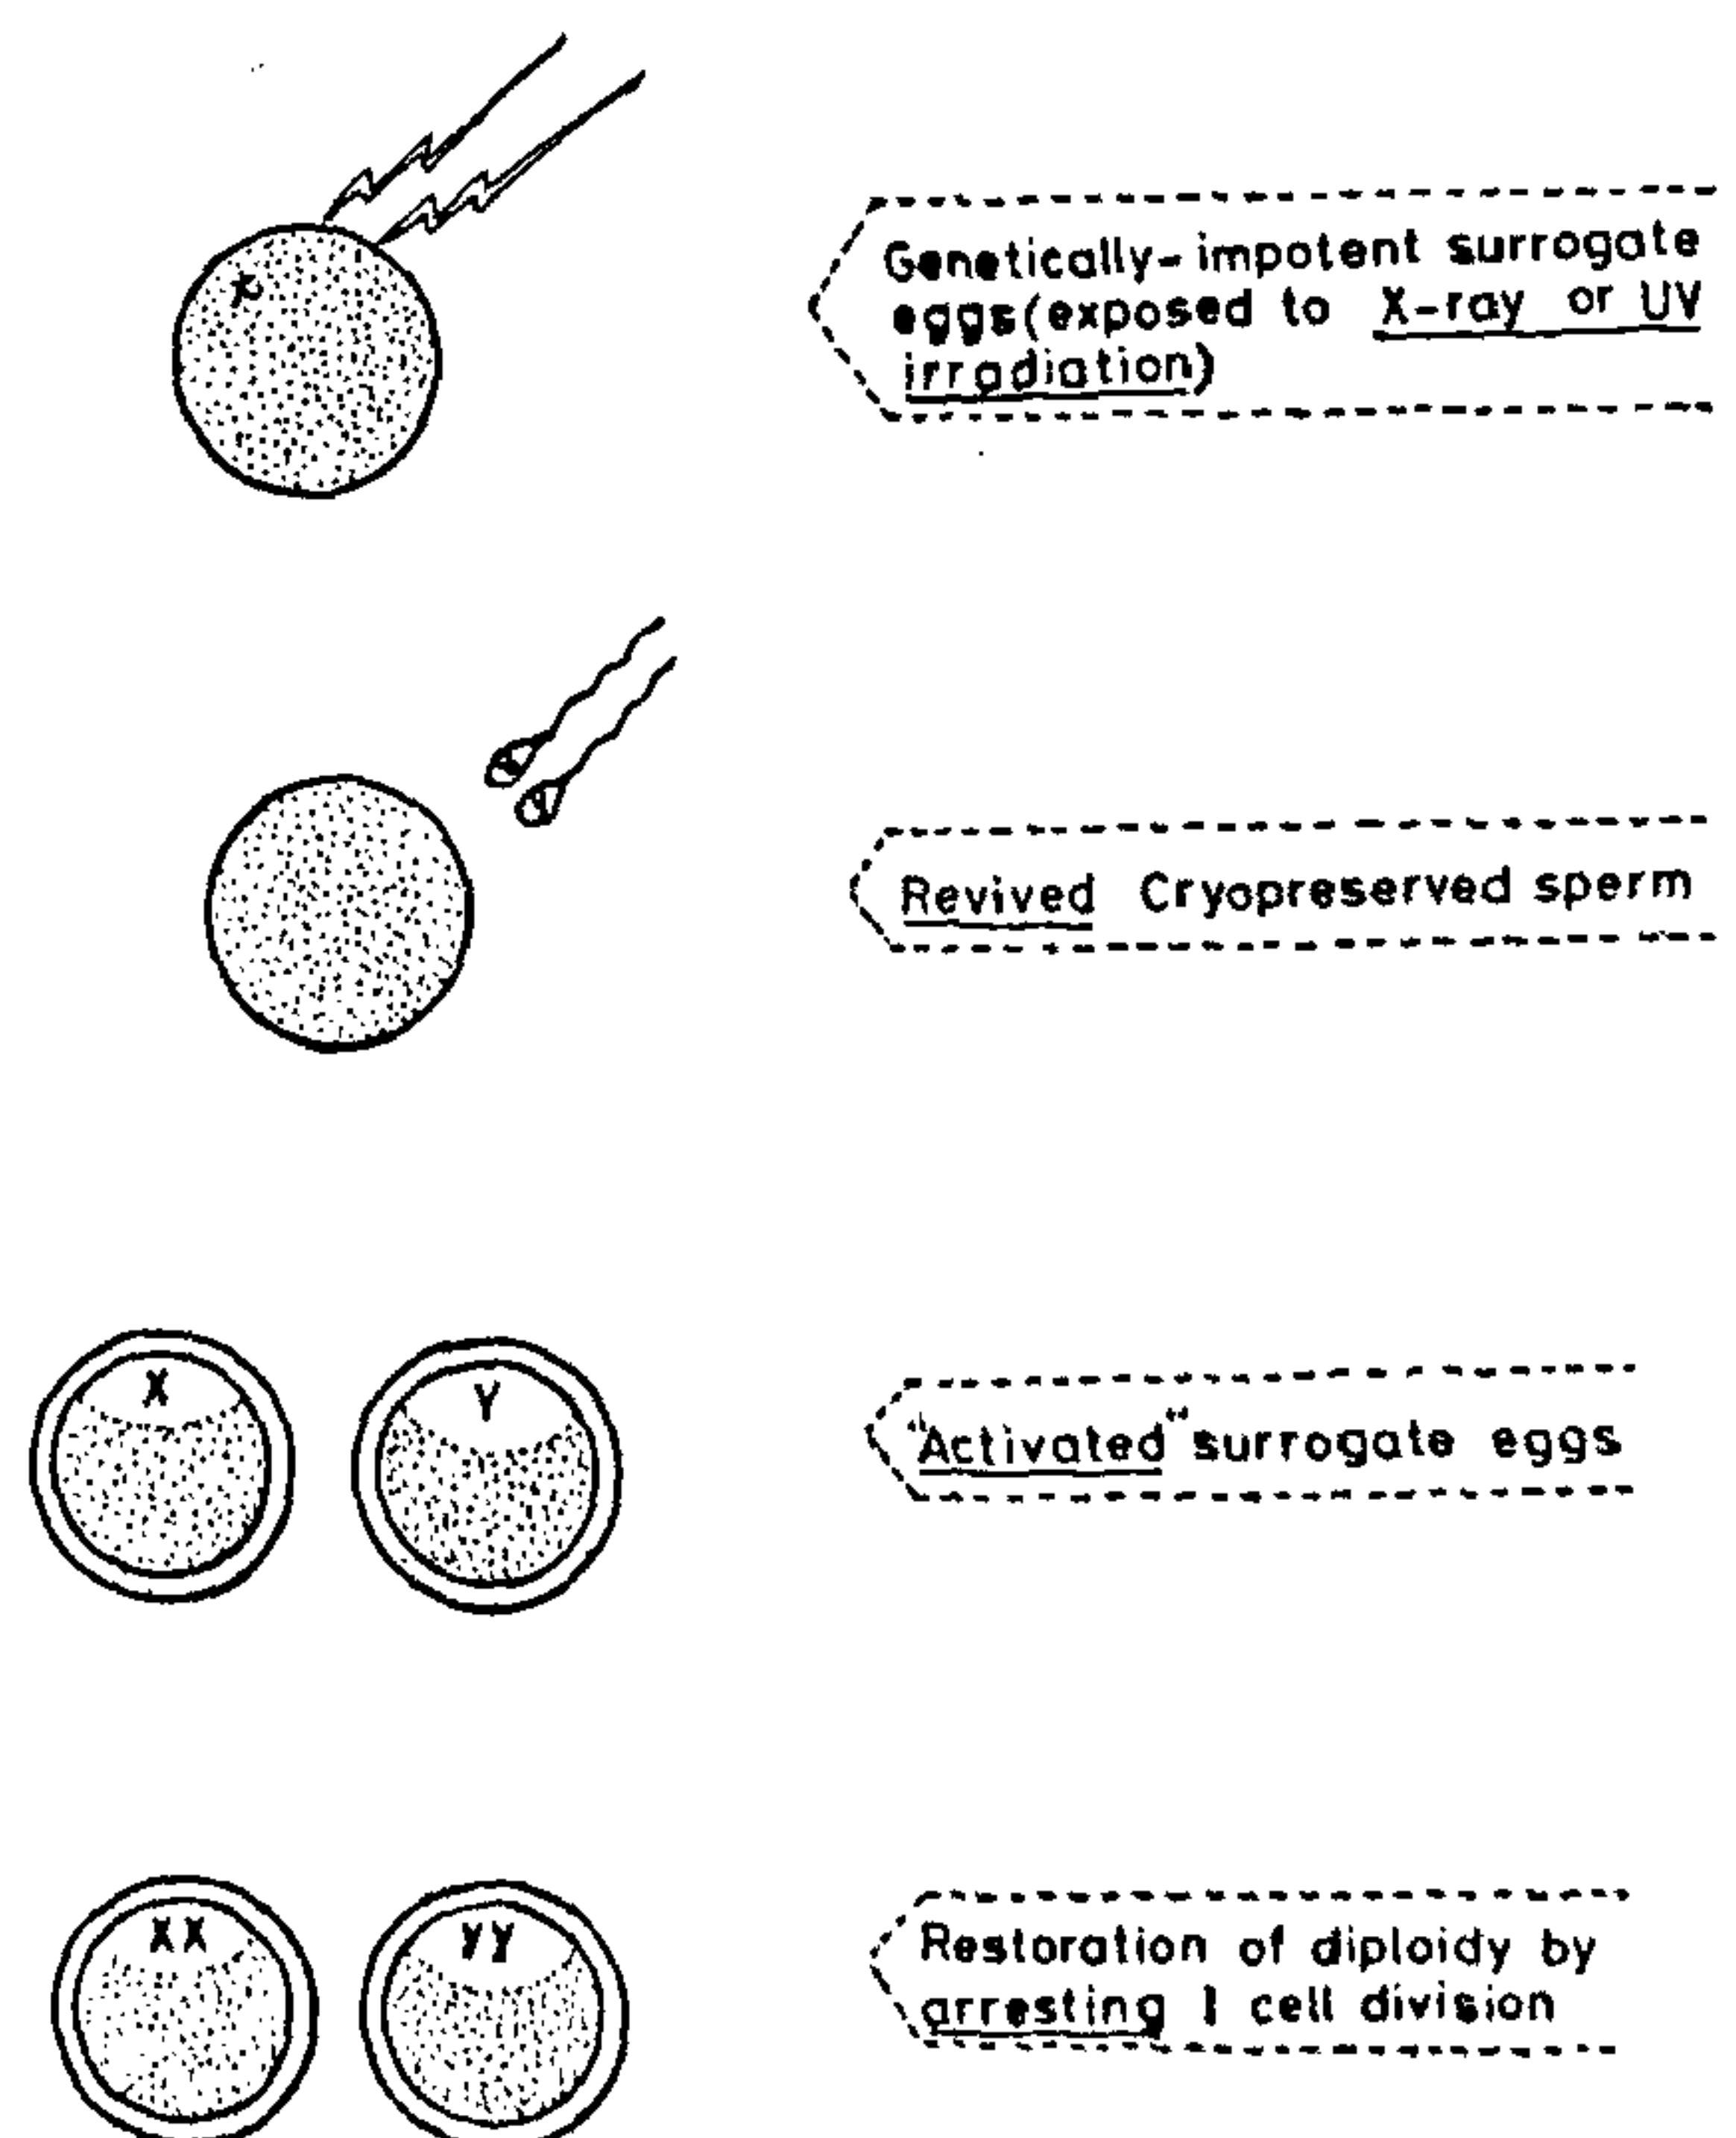 Genetically-impotent surrogate
eggs(exposed to X-ray or UV
irradiation)
Revived Cryopreserved sperm
X
Y
"Activated" surrogate eggs
XX
YY
Restoration of diploidy by
arresting I cell division